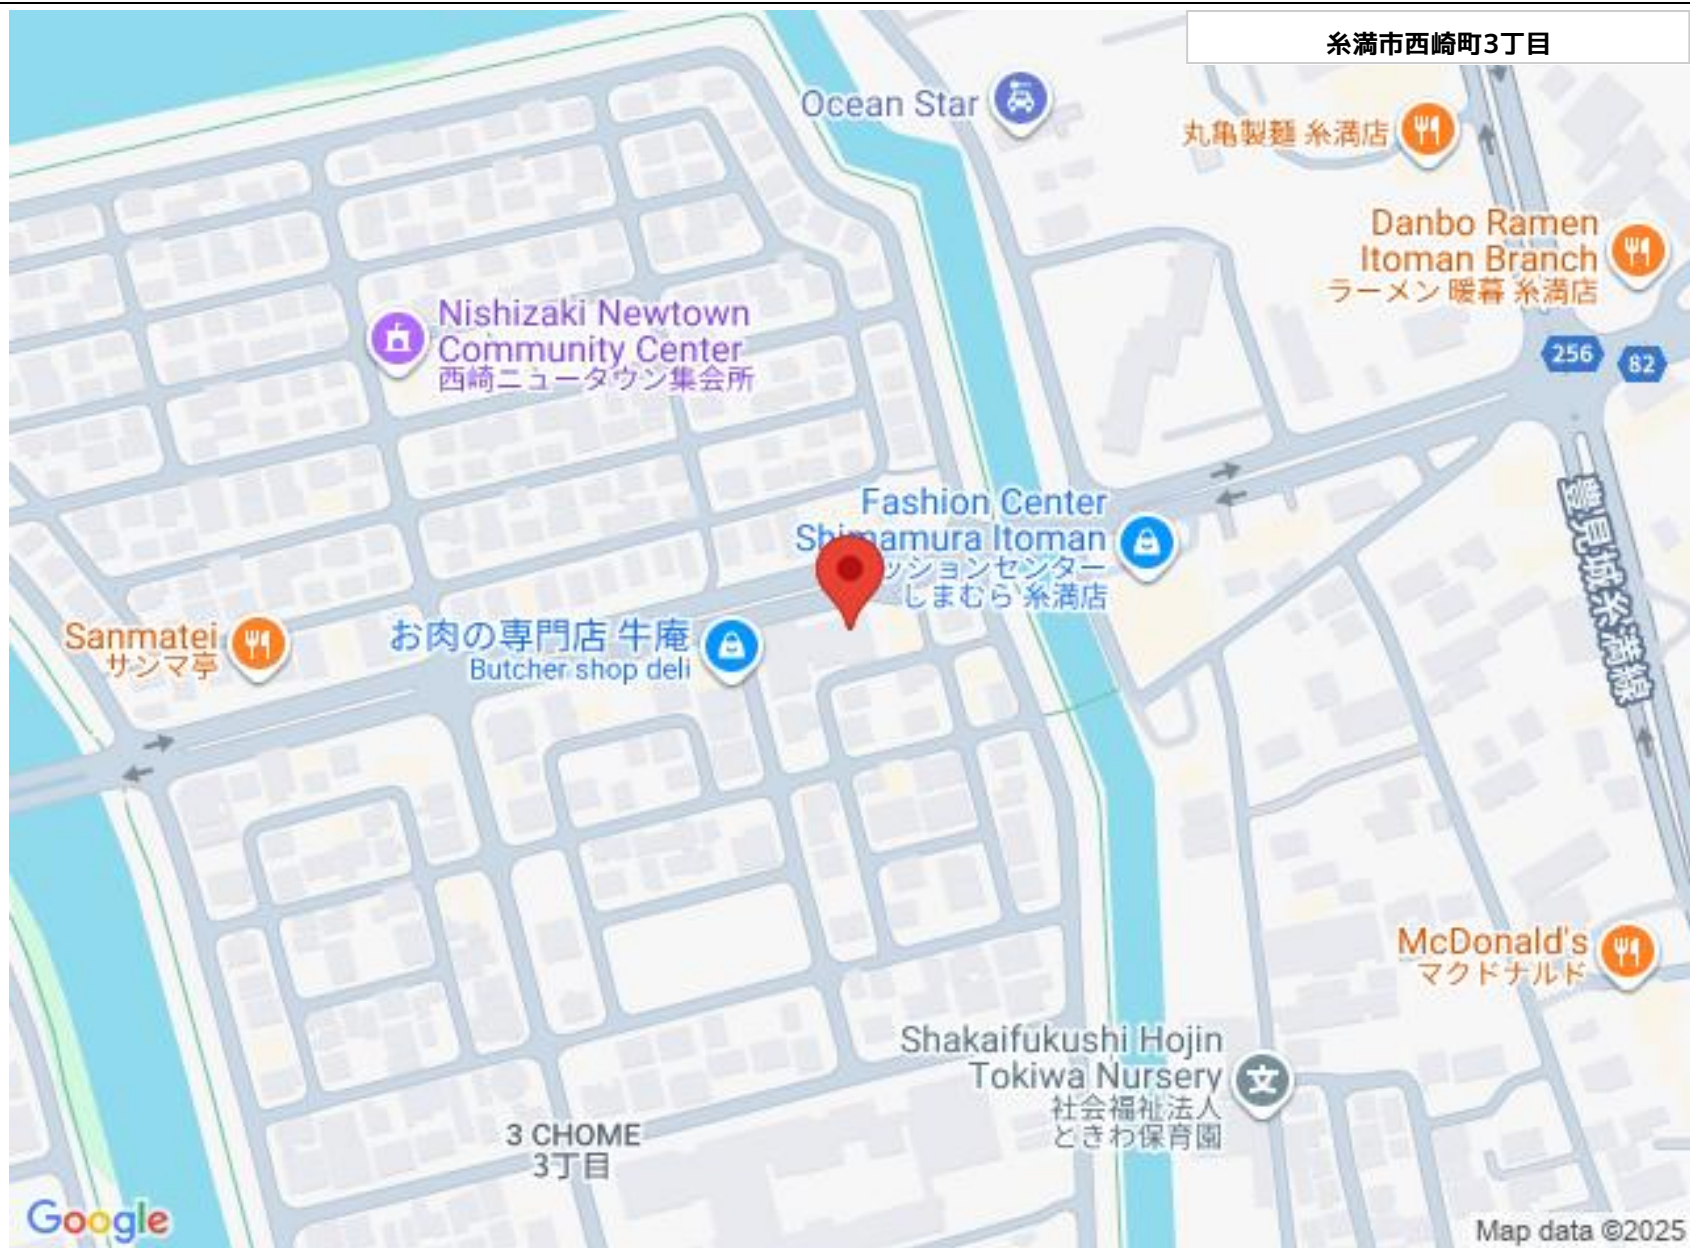 糸満市西崎町3丁目
Ocean Star
丸亀製麺 糸満店
Danbo Ramen
Itoman Branch
ラーメン 暖暮 糸満店
Nishizaki Newtown
Community Center
西崎ニュータウン集会所
256
82
Fashion Center
Shimamura Itoman
ッションセンター
しまむら 糸満店
豊見城糸満線
Sanmatei
サンマ亭
お肉の専門店 牛庵
Butcher shop deli
McDonald's
マクドナルド
Shakaifukushi Hojin
Tokiwa Nursery
社会福祉法人
ときわ保育園
3 CHOME
3丁目
Google
Map data ©2025